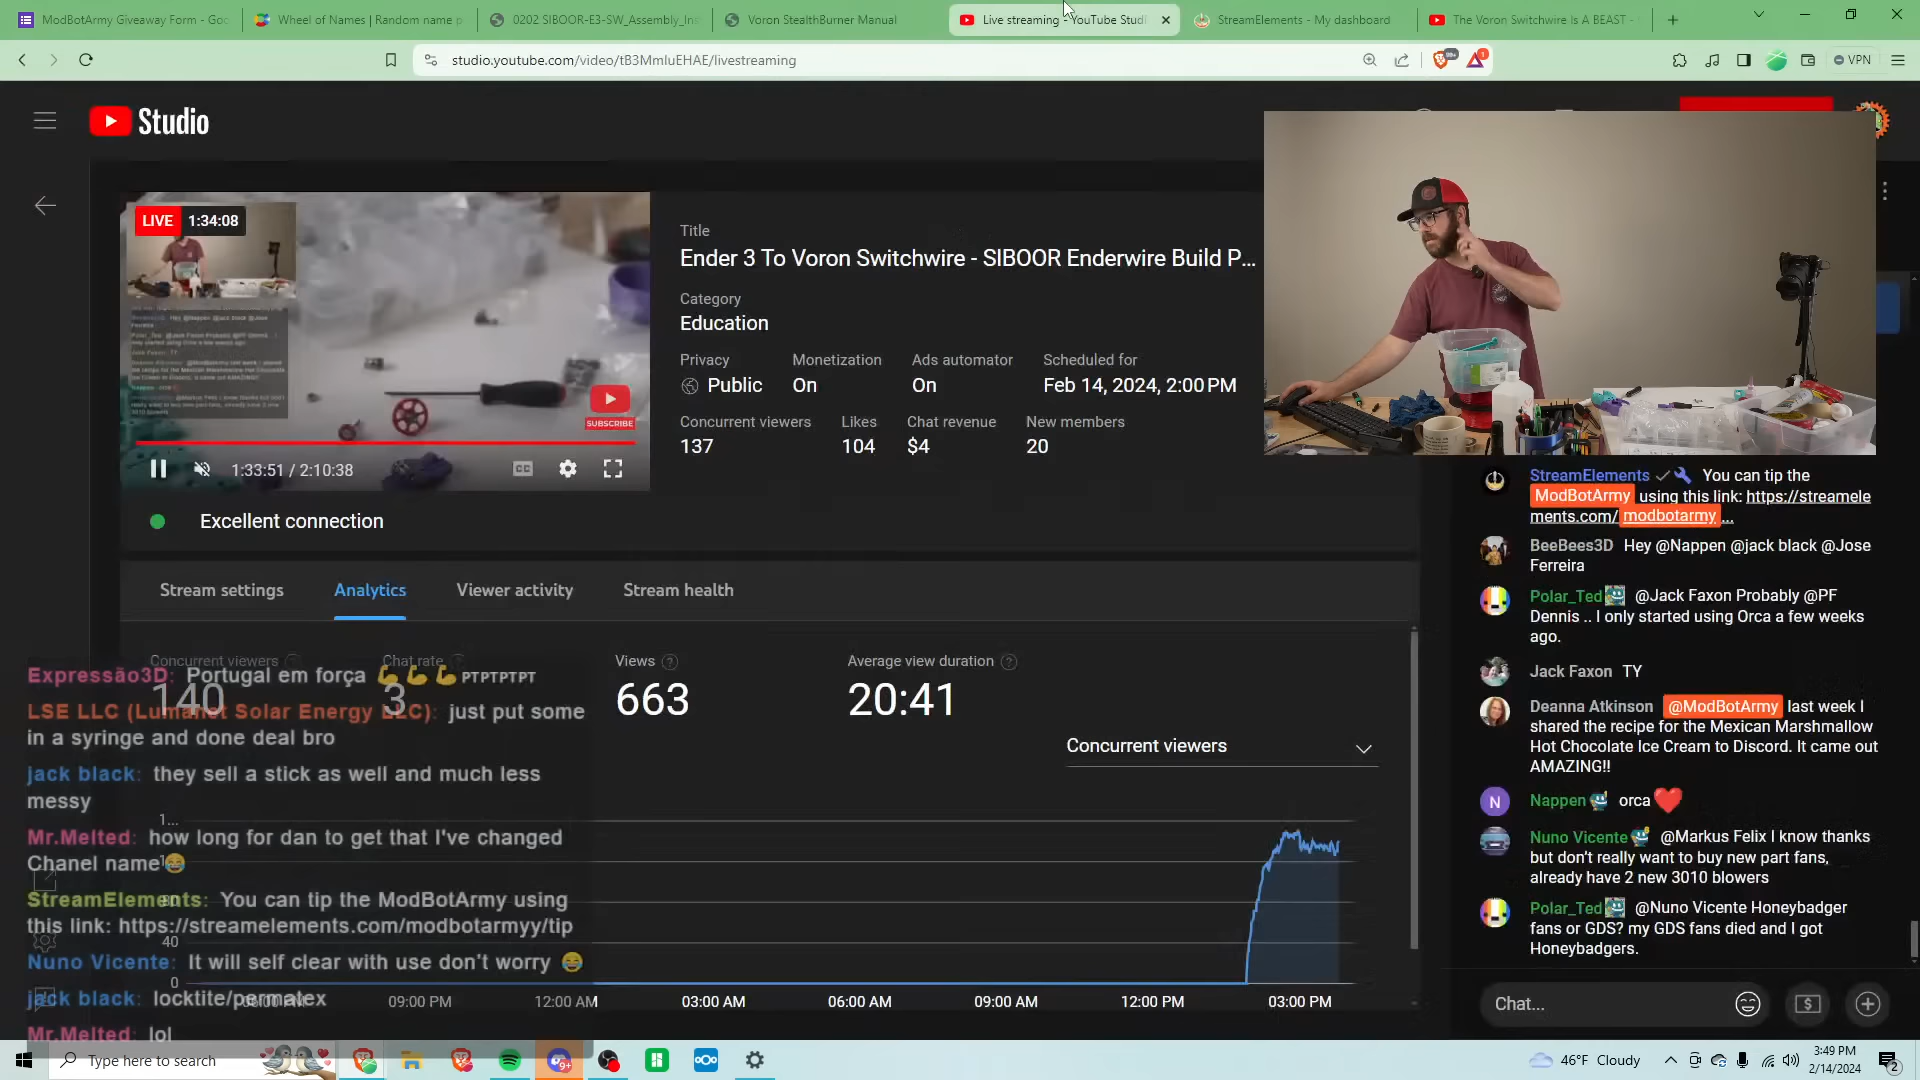 ModBotArmy Giveaway Form - Goo
Wheel of Names | Random name p
0202 SIBOOR-E3-SW_Assembly_Ins
Voron StealthBurner Manual
Live streaming - YouTube Studi
StreamElements - My dashboard
The Voron Switchwire Is A BEAST -
studio.youtube.com/video/tB3MmluEHAE/livestreaming
VPN
Studio
LIVE 1:34:08
SUBSCRIBE
1:33:51 / 2:10:38
CC
Title
Ender 3 To Voron Switchwire - SIBOOR Enderwire Build P...
Category
Education
Privacy
Monetization
Ads automator
Scheduled for
Public
On
On
Feb 14, 2024, 2:00 PM
Concurrent viewers
Likes
Chat revenue
New members
137
104
$4
20
Excellent connection
Stream settings
Analytics
Viewer activity
Stream health
Concurrent viewers
Chat rate
Views
Average view duration
140
3
663
20:41
Concurrent viewers
40
0
09:00 PM
12:00 AM
03:00 AM
06:00 AM
09:00 AM
12:00 PM
03:00 PM
Expressão3D: Portugal em força 💪💪💪PTPTPTPT
LSE LLC (Lumanat Solar Energy LLC): just put some
in a syringe and done deal bro
jack black: they sell a stick as well and much less
messy
Mr.Melted: how long for dan to get that I've changed
Chanel name😂
StreamElements: You can tip the ModBotArmy using
this link: https://streamelements.com/modbotarmyy/tip
Nuno Vicente: It will self clear with use don't worry 😂
jack black: locktite/permatex
Mr.Melted: lol
StreamElements You can tip the
ModBotArmy using this link: https://streamele
ments.com/modbotarmy ...
BeeBees3D Hey @Nappen @jack black @Jose
Ferreira
Polar_Ted @Jack Faxon Probably @PF
Dennis .. I only started using Orca a few weeks
ago.
Jack Faxon TY
Deanna Atkinson @ModBotArmy last week I
shared the recipe for the Mexican Marshmallow
Hot Chocolate Ice Cream to Discord. It came out
AMAZING!!
N
Nappen orca❤️
Nuno Vicente @Markus Felix I know thanks
but don't really want to buy new part fans,
already have 2 new 3010 blowers
Polar_Ted @Nuno Vicente Honeybadger
fans or GDS? my GDS fans died and I got
Honeybadgers.
Chat...
Type here to search
46°F Cloudy
3:49 PM
2/14/2024